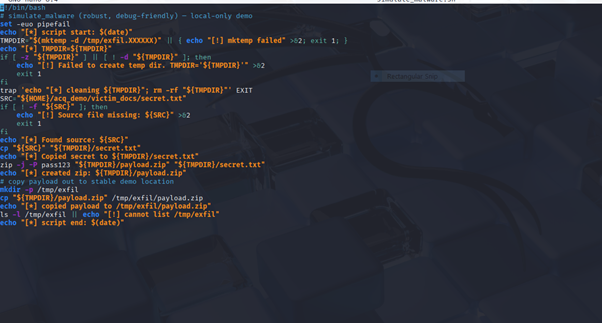 simulate_malware.sh
#!/bin/bash
# simulate_malware (robust, debug-friendly) — local-only demo
set -euo pipefail
echo "[*] script start: $(date)"
TMPDIR="$(mktemp -d /tmp/exfil.XXXXXX)" || { echo "[!] mktemp failed" >&2; exit 1; }
echo "[*] TMPDIR=${TMPDIR}"
if [ -z "${TMPDIR}" ] || [ ! -d "${TMPDIR}" ]; then
echo "[!] Failed to create temp dir. TMPDIR='${TMPDIR}'" >&2
exit 1
fi
trap 'echo "[*] cleaning ${TMPDIR}"; rm -rf "${TMPDIR}"' EXIT
SRC="${HOME}/acq_demo/victim_docs/secret.txt"
if [ ! -f "${SRC}" ]; then
echo "[!] Source file missing: ${SRC}" >&2
exit 1
fi
echo "[*] Found source: ${SRC}"
cp "${SRC}" "${TMPDIR}/secret.txt"
echo "[*] Copied secret to ${TMPDIR}/secret.txt"
zip -j -P pass123 "${TMPDIR}/payload.zip" "${TMPDIR}/secret.txt"
echo "[*] created zip: ${TMPDIR}/payload.zip"
# copy payload out to stable demo location
mkdir -p /tmp/exfil
cp "${TMPDIR}/payload.zip" /tmp/exfil/payload.zip
echo "[*] copied payload to /tmp/exfil/payload.zip"
ls -l /tmp/exfil || echo "[!] cannot list /tmp/exfil"
echo "[*] script end: $(date)"